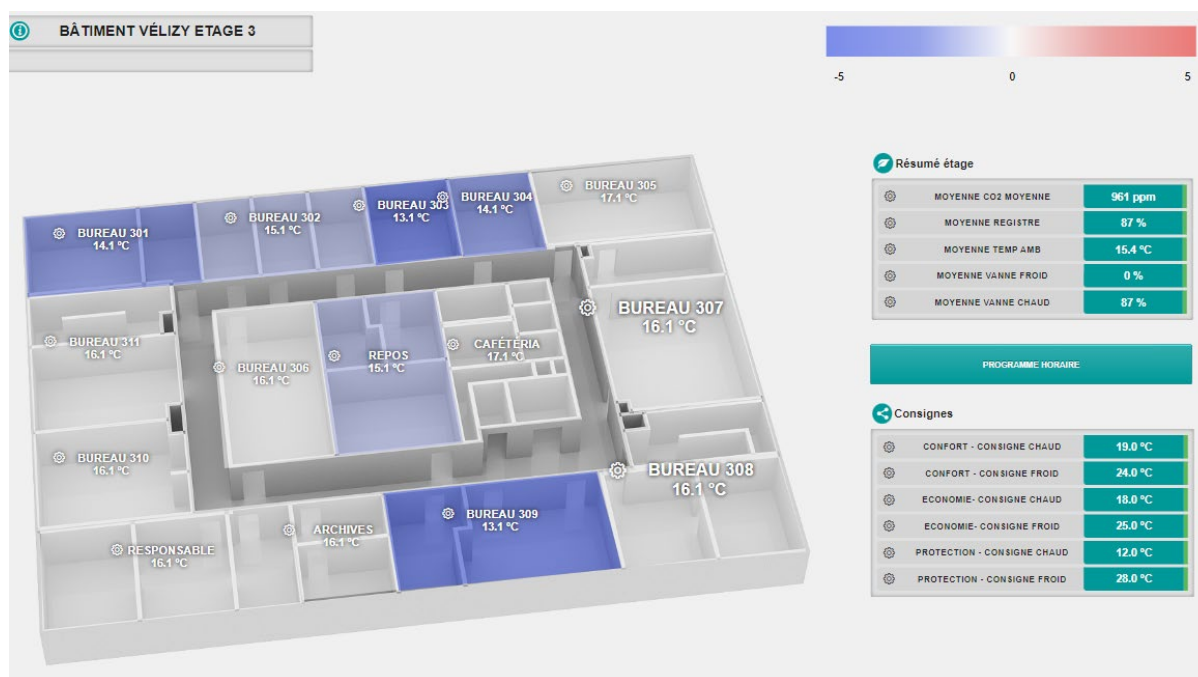 BÂTIMENT VÉLIZY ETAGE 3
-5 0 5
BUREAU 301
14.1 °C
BUREAU 302
15.1 °C
BUREAU 303
13.1 °C
BUREAU 304
14.1 °C
BUREAU 305
17.1 °C
BUREAU 311
16.1 °C
BUREAU 306
16.1 °C
REPOS
15.1 °C
CAFÉTÉRIA
17.1 °C
BUREAU 307
16.1 °C
BUREAU 310
16.1 °C
BUREAU 308
16.1 °C
RESPONSABLE
16.1 °C
ARCHIVES
16.1 °C
BUREAU 309
13.1 °C
Résumé étage
MOYENNE CO2 MOYENNE 961 ppm
MOYENNE REGISTRE 87 %
MOYENNE TEMP AMB 15.4 °C
MOYENNE VANNE FROID 0 %
MOYENNE VANNE CHAUD 87 %
PROGRAMME HORAIRE
Consignes
CONFORT - CONSIGNE CHAUD 19.0 °C
CONFORT - CONSIGNE FROID 24.0 °C
ECONOMIE- CONSIGNE CHAUD 18.0 °C
ECONOMIE- CONSIGNE FROID 25.0 °C
PROTECTION - CONSIGNE CHAUD 12.0 °C
PROTECTION - CONSIGNE FROID 28.0 °C